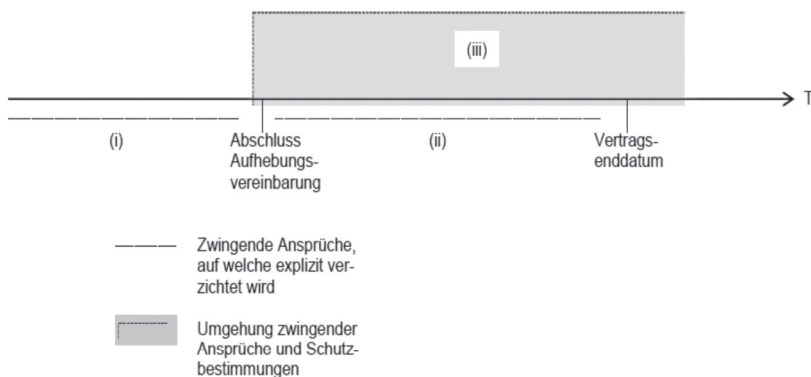 (iii)
T
(i)
Abschluss
Aufhebungs-
vereinbarung
(ii)
Vertrags-
enddatum
Zwingende Ansprüche,
auf welche explizit ver-
zichtet wird
Umgehung zwingender
Ansprüche und Schutz-
bestimmungen